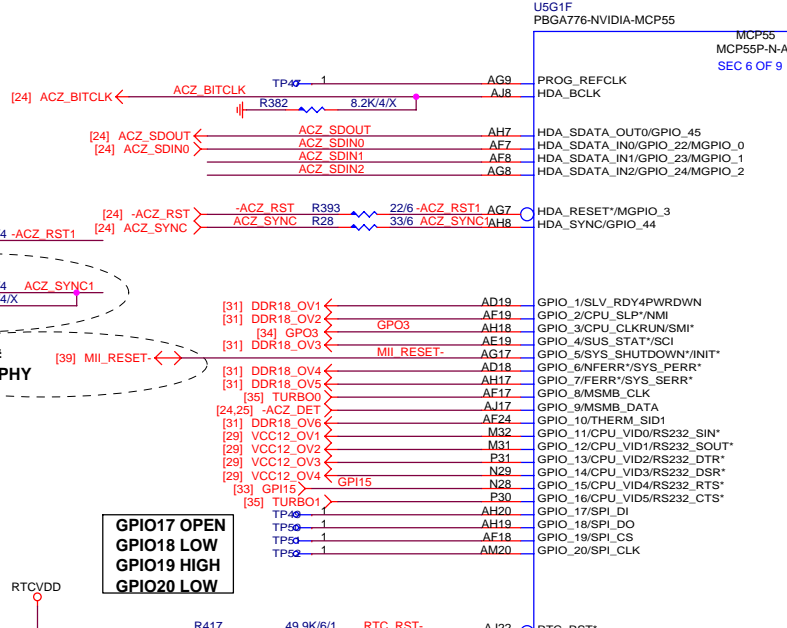 U5G1F
PBGA776-NVIDIA-MCP55
MCP55
MCP55P-N-A
SEC 6 OF 9
TP47 1 AG9 PROG_REFCLK
[24] ACZ_BITCLK ACZ_BITCLK AJ8 HDA_BCLK
R382 8.2K/4/X
[24] ACZ_SDOUT ACZ_SDOUT AH7 HDA_SDATA_OUT0/GPIO_45
[24] ACZ_SDIN0 ACZ_SDIN0 AF7 HDA_SDATA_IN0/GPIO_22/MGPIO_0
ACZ_SDIN1 AF8 HDA_SDATA_IN1/GPIO_23/MGPIO_1
ACZ_SDIN2 AG8 HDA_SDATA_IN2/GPIO_24/MGPIO_2
[24] -ACZ_RST -ACZ_RST R393 22/6 -ACZ_RST1 AG7 HDA_RESET*/MGPIO_3
[24] ACZ_SYNC ACZ_SYNC R28 33/6 ACZ_SYNC1 AH8 HDA_SYNC/GPIO_44
4 -ACZ_RST1
4 ACZ_SYNC1
4/X
[31] DDR18_OV1 AD19 GPIO_1/SLV_RDY4PWRDWN
[31] DDR18_OV2 AF19 GPIO_2/CPU_SLP*/NMI
[34] GPO3 GPO3 AH18 GPIO_3/CPU_CLKRUN/SMI*
[31] DDR18_OV3 AE19 GPIO_4/SUS_STAT*/SCI
[39] MII_RESET- MII_RESET- AG17 GPIO_5/SYS_SHUTDOWN*/INIT*
PHY
[31] DDR18_OV4 AD18 GPIO_6/NFERR*/SYS_PERR*
[31] DDR18_OV5 AH17 GPIO_7/FERR*/SYS_SERR*
[35] TURBO0 AF17 GPIO_8/MSMB_CLK
[24,25] -ACZ_DET AJ17 GPIO_9/MSMB_DATA
[31] DDR18_OV6 AF24 GPIO_10/THERM_SID1
[29] VCC12_OV1 M32 GPIO_11/CPU_VID0/RS232_SIN*
[29] VCC12_OV2 M31 GPIO_12/CPU_VID1/RS232_SOUT*
[29] VCC12_OV3 P31 GPIO_13/CPU_VID2/RS232_DTR*
[29] VCC12_OV4 N29 GPIO_14/CPU_VID3/RS232_DSR*
[33] GPI15 GPI15 N28 GPIO_15/CPU_VID4/RS232_RTS*
[35] TURBO1 P30 GPIO_16/CPU_VID5/RS232_CTS*
TP49 1 AH20 GPIO_17/SPI_DI
TP50 1 AH19 GPIO_18/SPI_DO
TP51 1 AF18 GPIO_19/SPI_CS
TP52 1 AM20 GPIO_20/SPI_CLK
GPIO17 OPEN
GPIO18 LOW
GPIO19 HIGH
GPIO20 LOW
RTCVDD
R417 49.9K/6/1 RTC_RST- AJ22 RTC_RST*